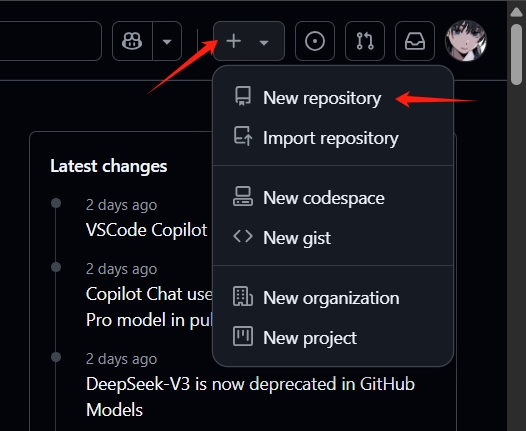 New repository
Import repository
New codespace
New gist
New organization
New project
Latest changes
2 days ago
VSCode Copilot
2 days ago
Copilot Chat use
Pro model in pu
2 days ago
DeepSeek-V3 is now deprecated in GitHub
Models